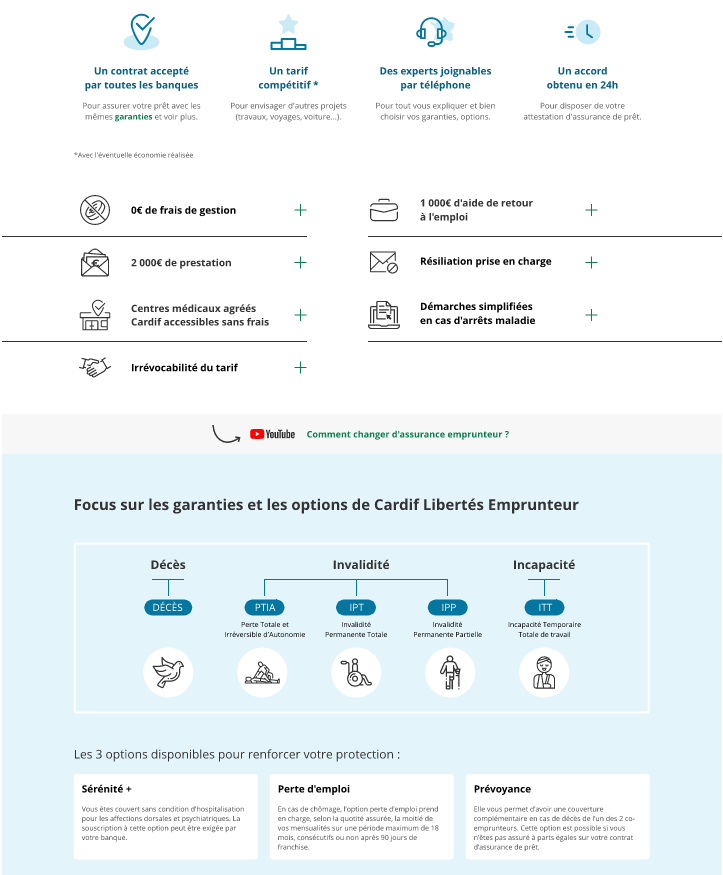 Un contrat accepté
par toutes les banques
Pour assurer votre prêt avec les
mêmes garanties et voir plus.
Un tarif
compétitif *
Pour envisager d'autres projets
(travaux, voyages, voiture...).
Des experts joignables
par téléphone
Pour tout vous expliquer et bien
choisir vos garanties, options.
Un accord
obtenu en 24h
Pour disposer de votre
attestation d'assurance de prêt.
*Avec l'éventuelle économie réalisée
0€ de frais de gestion
1 000€ d'aide de retour
à l'emploi
2 000€ de prestation
Résiliation prise en charge
Centres médicaux agréés
Cardif accessibles sans frais
Démarches simplifiées
en cas d'arrêts maladie
Irrévocabilité du tarif
YouTube Comment changer d'assurance emprunteur ?
Focus sur les garanties et les options de Cardif Libertés Emprunteur
Décès
DÉCÈS
Invalidité
PTIA
Perte Totale et
Irréversible d'Autonomie
IPT
Invalidité
Permanente Totale
IPP
Invalidité
Permanente Partielle
Incapacité
ITT
Incapacité Temporaire
Totale de travail
Les 3 options disponibles pour renforcer votre protection :
Sérénité +
Vous êtes couvert sans condition d'hospitalisation
pour les affections dorsales et psychiatriques. La
souscription à cette option peut être exigée par
votre banque.
Perte d'emploi
En cas de chômage, l'option perte d'emploi prend
en charge, selon la quotité assurée, la moitié de
vos mensualités sur une période maximum de 18
mois, consécutifs ou non après 90 jours de
franchise.
Prévoyance
Elle vous permet d'avoir une couverture
complémentaire en cas de décès de l'un des 2 co-
emprunteurs. Cette option est possible si vous
n'êtes pas assuré à parts égales sur votre contrat
d'assurance de prêt.